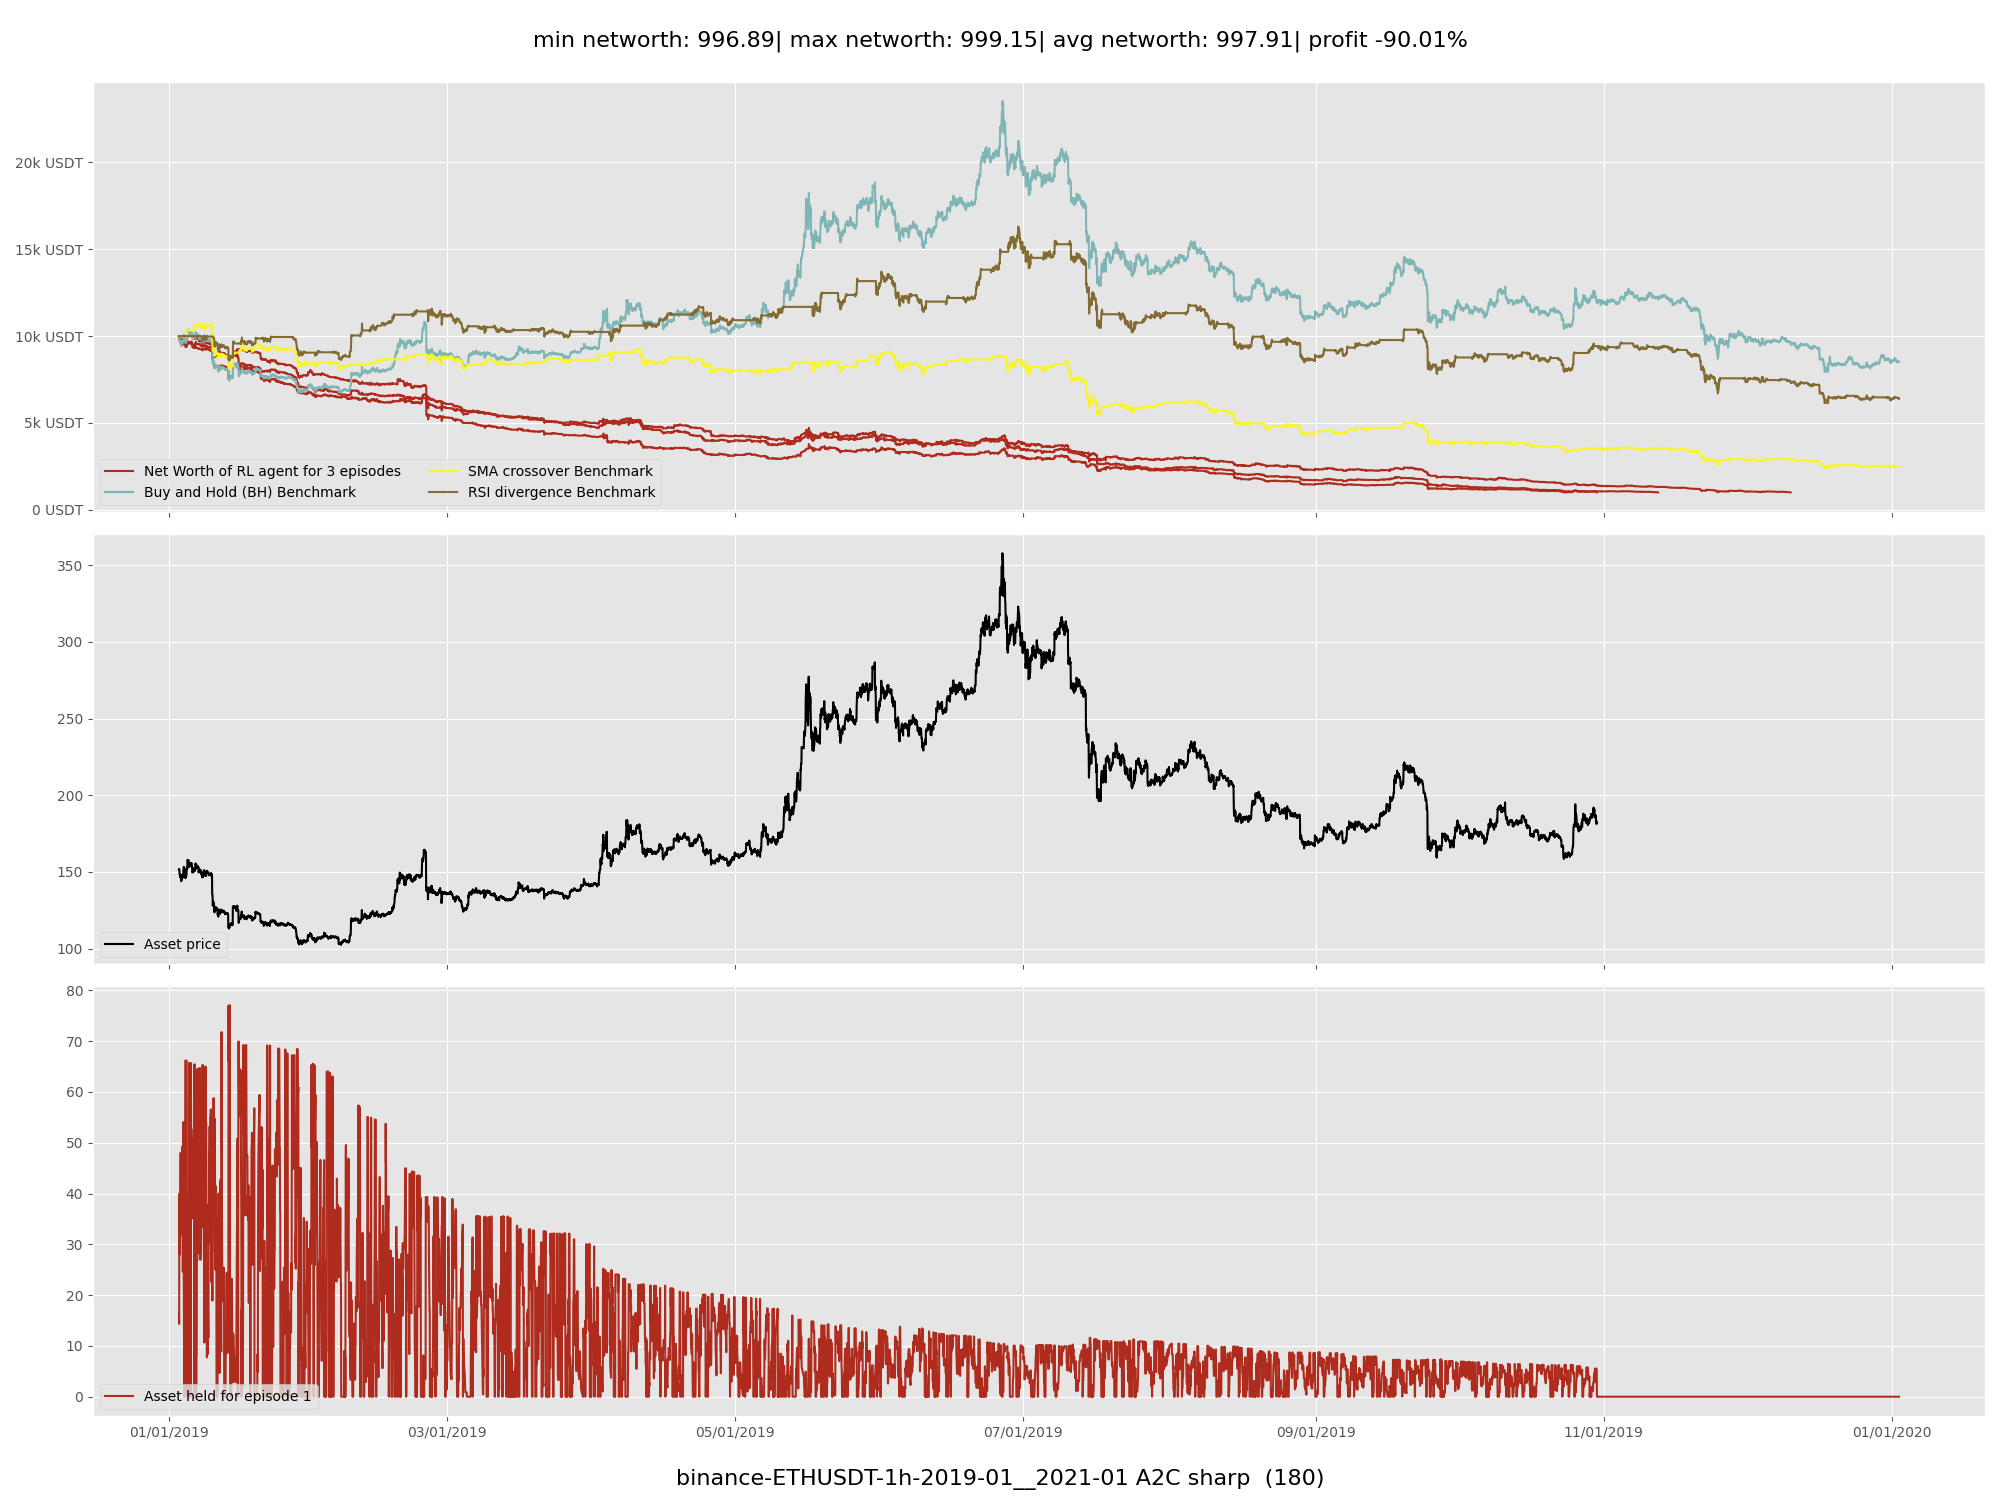 min networth: 996.89| max networth: 999.15| avg networth: 997.91| profit -90.01%
20k USDT
15k USDT
10k USDT
5k USDT
0 USDT
Net Worth of RL agent for 3 episodes
Buy and Hold (BH) Benchmark
SMA crossover Benchmark
RSI divergence Benchmark
350
300
250
200
150
100
Asset price
80
70
60
50
40
30
20
10
0
Asset held for episode 1
01/01/2019 03/01/2019 05/01/2019 07/01/2019 09/01/2019 11/01/2019 01/01/2020
binance-ETHUSDT-1h-2019-01__2021-01 A2C sharp (180)